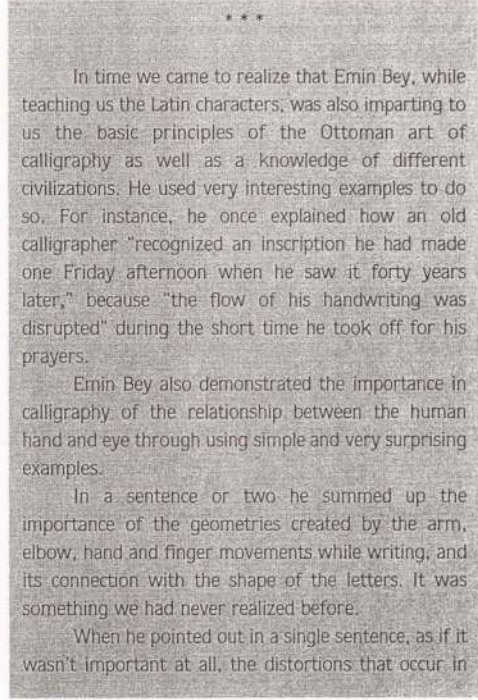 * * *
In time we came to realize that Emin Bey, while
teaching us the Latin characters, was also imparting to
us the basic principles of the Ottoman art of
calligraphy as well as a knowledge of different
civilizations. He used very interesting examples to do
so. For instance, he once explained how an old
calligrapher "recognized an inscription he had made
one Friday afternoon when he saw it forty years
later," because "the flow of his handwriting was
disrupted" during the short time he took off for his
prayers.
Emin Bey also demonstrated the importance in
calligraphy of the relationship between the human
hand and eye through using simple and very surprising
examples.
In a sentence or two he summed up the
importance of the geometries created by the arm,
elbow, hand and finger movements while writing, and
its connection with the shape of the letters. It was
something we had never realized before.
When he pointed out in a single sentence, as if it
wasn't important at all, the distortions that occur in